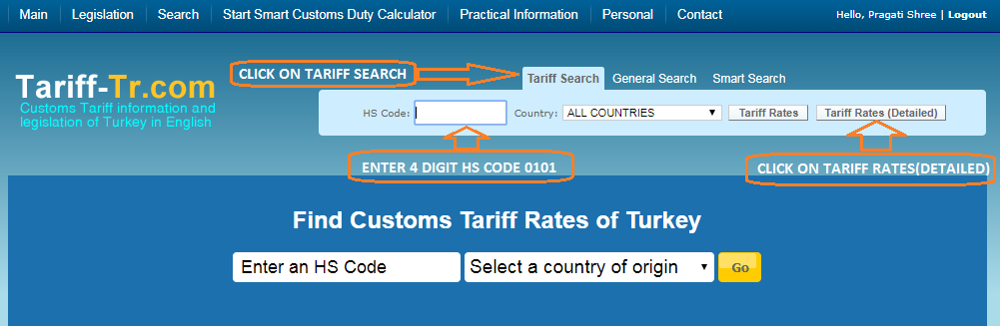 Main Legislation Search Start Smart Customs Duty Calculator Practical Information Personal Contact Hello, Pragati Shree | Logout
CLICK ON TARIFF SEARCH Tariff Search General Search Smart Search
Tariff-Tr.com
Customs Tariff information and
legislation of Turkey in English
HS Code: Country: ALL COUNTRIES Tariff Rates Tariff Rates (Detailed)
ENTER 4 DIGIT HS CODE 0101 CLICK ON TARIFF RATES(DETAILED)
Find Customs Tariff Rates of Turkey
Enter an HS Code Select a country of origin Go